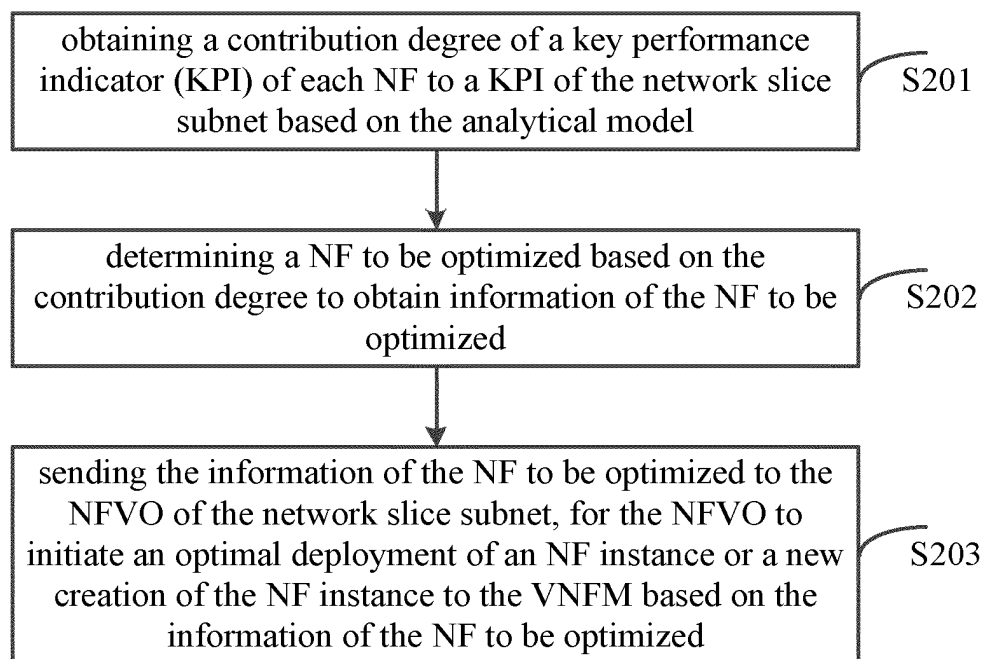 obtaining a contribution degree of a key performance
indicator (KPI) of each NF to a KPI of the network slice
subnet based on the analytical model
S201
determining a NF to be optimized based on the
contribution degree to obtain information of the NF to be
optimized
S202
sending the information of the NF to be optimized to the
NFVO of the network slice subnet, for the NFVO to
initiate an optimal deployment of an NF instance or a new
creation of the NF instance to the VNFM based on the
information of the NF to be optimized
S203